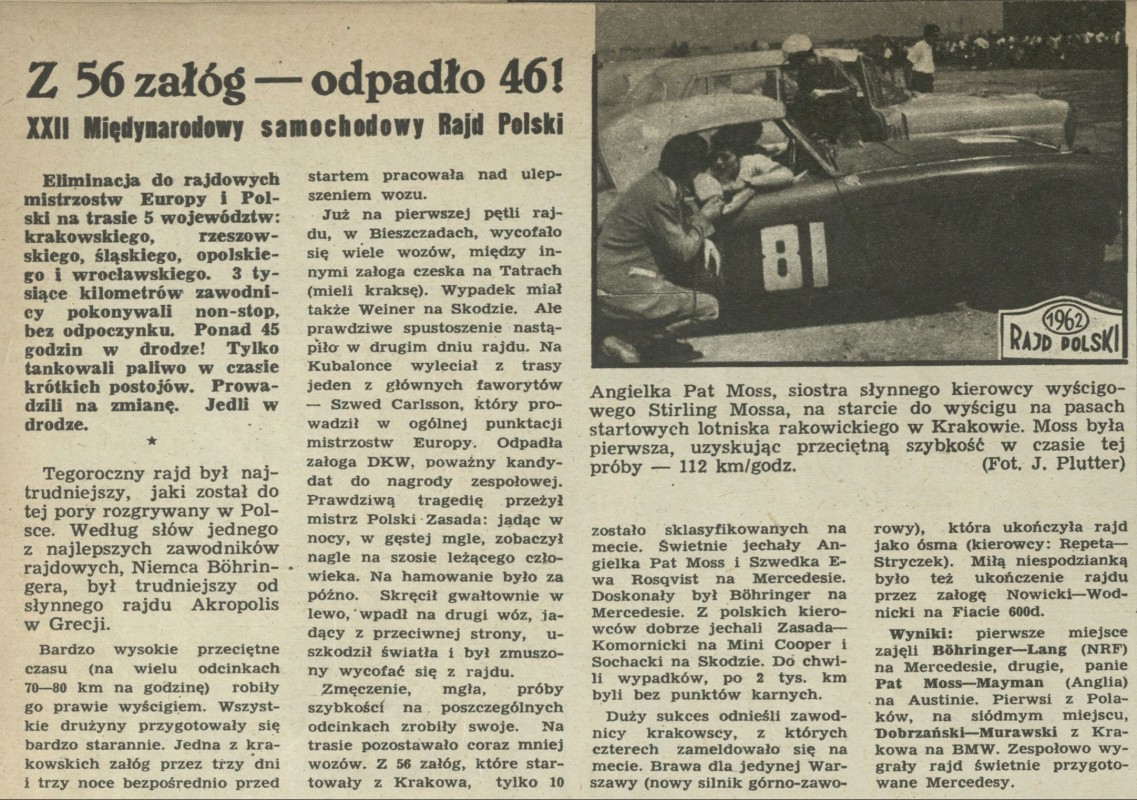 Z 56 załóg — odpadło 46!
XXII Międynarodowy samochodowy Rajd Polski
Eliminacja do rajdowych
mistrzostw Europy i Pol-
ski na trasie 5 województw:
krakowskiego, rzeszow-
skiego, śląskiego, opolskie-
go i wrocławskiego. 3 ty-
siące kilometrów zawodni-
cy pokonywali non-stop,
bez odpoczynku. Ponad 45
godzin w drodze! Tylko
tankowali paliwo w czasie
krótkich postojów. Prowa-
dzili na zmianę. Jedli w
drodze.
★
Tegoroczny rajd był naj-
trudniejszy, jaki został do
tej pory rozgrywany w Pol-
sce. Według słów jednego
z najlepszych zawodników
rajdowych, Niemca Böhrin-
gera, był trudniejszy od
słynnego rajdu Akropolis
w Grecji.
Bardzo wysokie przeciętne
czasu (na wielu odcinkach
70—80 km na godzinę) robiły
go prawie wyścigiem. Wszyst-
kie drużyny przygotowały się
bardzo starannie. Jedna z kra-
kowskich załóg przez trzy dni
i trzy noce bezpośrednio przed
startem pracowała nad ulep-
szeniem wozu.
Już na pierwszej pętli raj-
du, w Bieszczadach, wycofało
się wiele wozów, między in-
nymi załoga czeska na Tatrach
(mieli kraksę). Wypadek miał
także Weiner na Skodzie. Ale
prawdziwe spustoszenie nastą-
piło w drugim dniu rajdu. Na
Kubalonce wyleciał z trasy
jeden z głównych faworytów
— Szwed Carlsson, który pro-
wadził w ogólnej punktacji
mistrzostw Europy. Odpadła
załoga DKW, poważny kandy-
dat do nagrody zespołowej.
Prawdziwą tragedię przeżył
mistrz Polski Zasada: jadąc w
nocy, w gęstej mgle, zobaczył
nagle na szosie leżącego czło-
wieka. Na hamowanie było za
późno. Skręcił gwałtownie w
lewo, wpadł na drugi wóz, ja-
dący z przeciwnej strony, u-
szkodził światła i był zmuszo-
ny wycofać się z rajdu.
Zmęczenie, mgła, próby
szybkości na poszczególnych
odcinkach zrobiły swoje. Na
trasie pozostawało coraz mniej
wozów. Z 56 załóg, które star-
towały z Krakowa, tylko 10
81
1962
RAJD POLSKI
Angielka Pat Moss, siostra słynnego kierowcy wyścigo-
wego Stirling Mossa, na starcie do wyścigu na pasach
startowych lotniska rakowickiego w Krakowie. Moss była
pierwsza, uzyskując przeciętną szybkość w czasie tej
próby — 112 km/godz. (Fot. J. Plutter)
zostało sklasyfikowanych na
mecie. Świetnie jechały An-
gielka Pat Moss i Szwedka E-
wa Rosqvist na Mercedesie.
Doskonały był Böhringer na
Mercedesie. Z polskich kiero-
wców dobrze jechali Zasada—
Komornicki na Mini Cooper i
Sochacki na Skodzie. Do chwi-
li wypadków, po 2 tys. km
byli bez punktów karnych.
Duży sukces odnieśli zawod-
nicy krakowscy, z których
czterech zameldowało się na
mecie. Brawa dla jedynej War-
szawy (nowy silnik górno-zawo-
rowy), która ukończyła rajd
jako ósma (kierowcy: Repeta—
Stryczek). Miłą niespodzianką
było też ukończenie rajdu
przez załogę Nowicki—Wod-
nicki na Fiacie 600d.
Wyniki: pierwsze miejsce
zajęli Böhringer—Lang (NRF)
na Mercedesie, drugie, panie
Pat Moss—Mayman (Anglia)
na Austinie. Pierwsi z Pola-
ków, na siódmym miejscu,
Dobrzański—Murawski z Kra-
kowa na BMW. Zespołowo wy-
grały rajd świetnie przygoto-
wane Mercedesy.